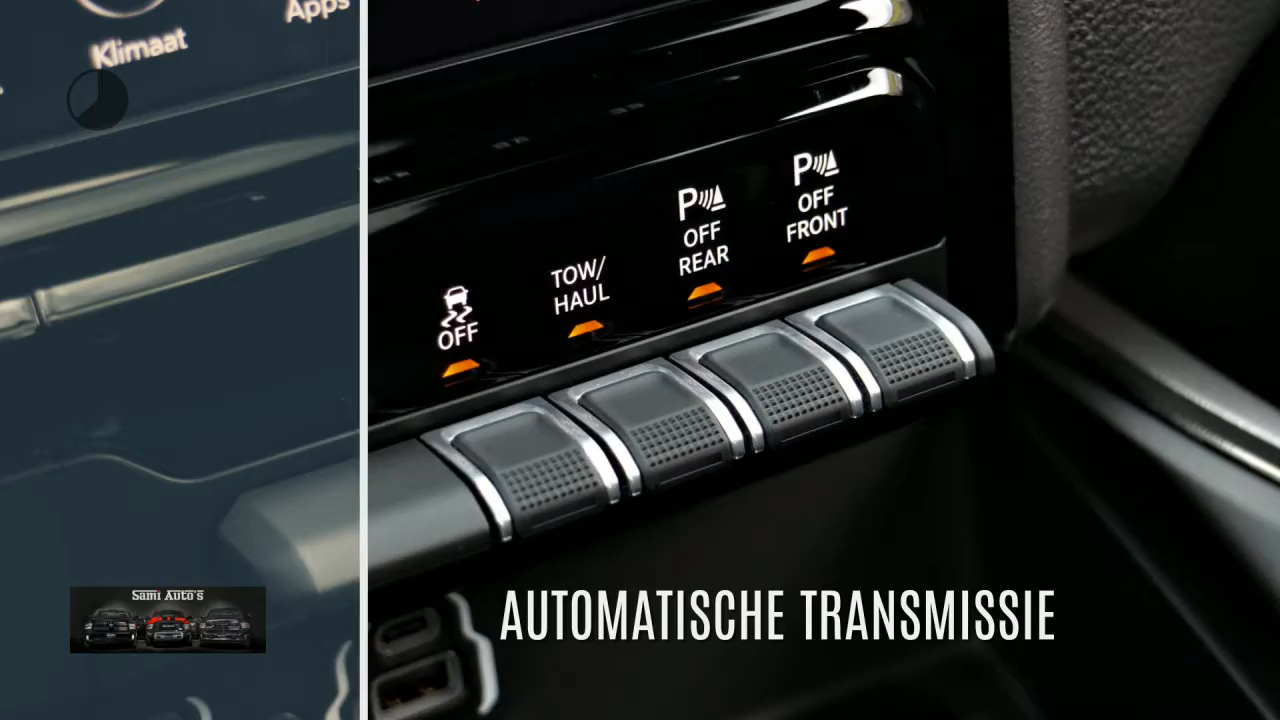 Apps
Klimaat
OFF
TOW/
HAUL
P
OFF
REAR
P
OFF
FRONT
Sami Auto's
AUTOMATISCHE TRANSMISSIE